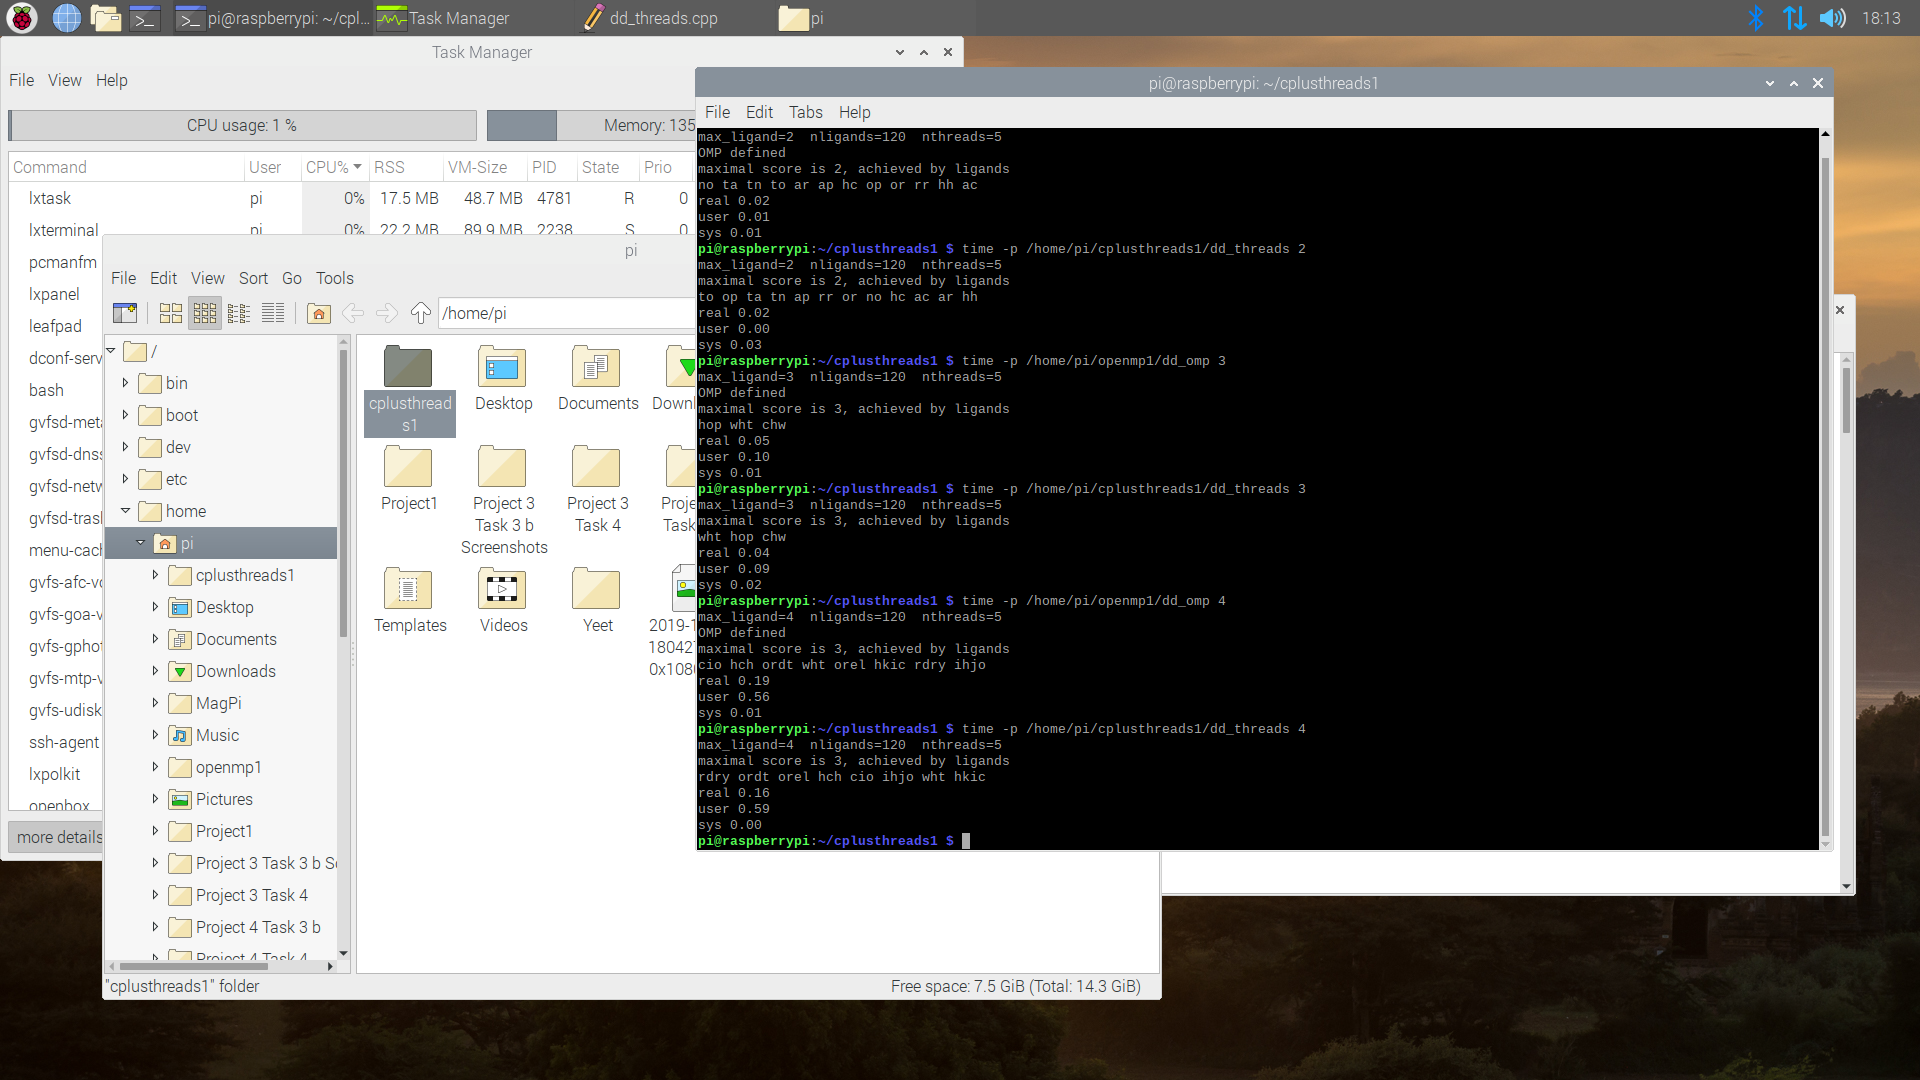 pi@raspberrypi: ~/cpl...
Task Manager
dd_threads.cpp
pi
18:13
Task Manager
File View Help
CPU usage: 1 %
Memory: 135
Command User CPU% RSS VM-Size PID State Prio
lxtask pi 0% 17.5 MB 48.7 MB 4781 R 0
lxterminal pi 0% 22.2 MB 89.9 MB 2238 S 0
pcmanfm
lxpanel
leafpad
dconf-serv
bash
gvfsd-meta
gvfsd-dnss
gvfsd-netw
gvfsd-trash
menu-cach
gvfs-afc-vo
gvfs-goa-v
gvfs-gphot
gvfs-mtp-v
gvfs-udisk
ssh-agent
lxpolkit
openbox
more details
pi
File Edit View Sort Go Tools
/home/pi
/
bin
boot
dev
etc
home
pi
cplusthreads1
Desktop
Documents
Downloads
MagPi
Music
openmp1
Pictures
Project1
Project 3 Task 3 b Sc
Project 3 Task 4
Project 4 Task 3 b
Project 4 Task 4
cplusthread
s1
Desktop
Documents
Downl
Project1
Project 3
Task 3 b
Screenshots
Project 3
Task 4
Proje
Task
Templates
Videos
Yeet
2019-1
18042
0x108
"cplusthreads1" folder
Free space: 7.5 GiB (Total: 14.3 GiB)
pi@raspberrypi: ~/cplusthreads1
File Edit Tabs Help
max_ligand=2  nligands=120  nthreads=5
OMP defined
maximal score is 2, achieved by ligands
no ta tn to ar ap hc op or rr hh ac
real 0.02
user 0.01
sys 0.01
pi@raspberrypi:~/cplusthreads1 $ time -p /home/pi/cplusthreads1/dd_threads 2
max_ligand=2  nligands=120  nthreads=5
maximal score is 2, achieved by ligands
to op ta tn ap rr or no hc ac ar hh
real 0.02
user 0.00
sys 0.03
pi@raspberrypi:~/cplusthreads1 $ time -p /home/pi/openmp1/dd_omp 3
max_ligand=3  nligands=120  nthreads=5
OMP defined
maximal score is 3, achieved by ligands
hop wht chw
real 0.05
user 0.10
sys 0.01
pi@raspberrypi:~/cplusthreads1 $ time -p /home/pi/cplusthreads1/dd_threads 3
max_ligand=3  nligands=120  nthreads=5
maximal score is 3, achieved by ligands
wht hop chw
real 0.04
user 0.09
sys 0.02
pi@raspberrypi:~/cplusthreads1 $ time -p /home/pi/openmp1/dd_omp 4
max_ligand=4  nligands=120  nthreads=5
OMP defined
maximal score is 3, achieved by ligands
cio hch ordt wht orel hkic rdry ihjo
real 0.19
user 0.56
sys 0.01
pi@raspberrypi:~/cplusthreads1 $ time -p /home/pi/cplusthreads1/dd_threads 4
max_ligand=4  nligands=120  nthreads=5
maximal score is 3, achieved by ligands
rdry ordt orel hch cio ihjo wht hkic
real 0.16
user 0.59
sys 0.00
pi@raspberrypi:~/cplusthreads1 $